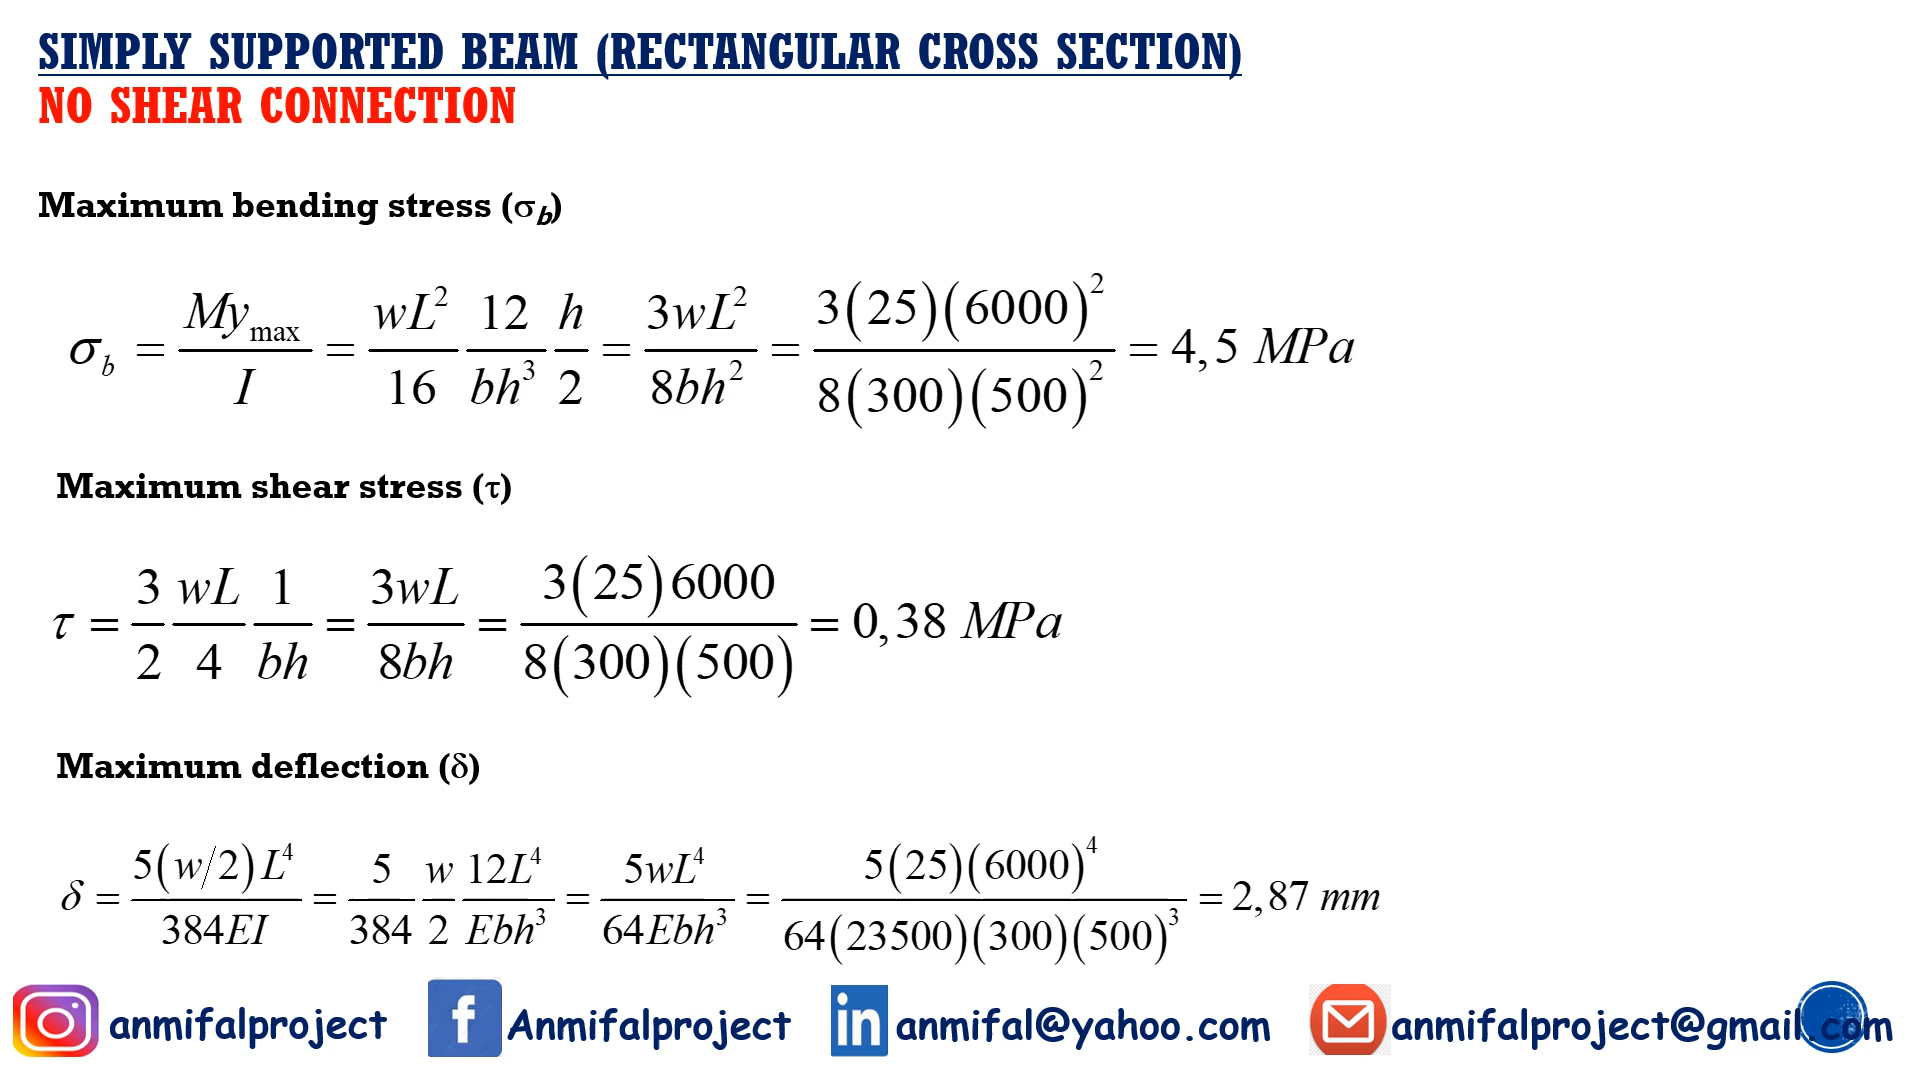 SIMPLY SUPPORTED BEAM (RECTANGULAR CROSS SECTION)
NO SHEAR CONNECTION
Maximum bending stress (σ_b)
σ_b = My_max/I = wL²/16 12/bh³ h/2 = 3wL²/8bh² = 3(25)(6000)²/8(300)(500)² = 4,5 MPa
Maximum shear stress (τ)
τ = 3/2 wL/4 1/bh = 3wL/8bh = 3(25)6000/8(300)(500) = 0,38 MPa
Maximum deflection (δ)
δ = 5(w/2)L⁴/384EI = 5/384 w/2 12L⁴/Ebh³ = 5wL⁴/64Ebh³ = 5(25)(6000)⁴/64(23500)(300)(500)³ = 2,87 mm
anmifalproject Anmifalproject anmifal@yahoo.com anmifalproject@gmail.com